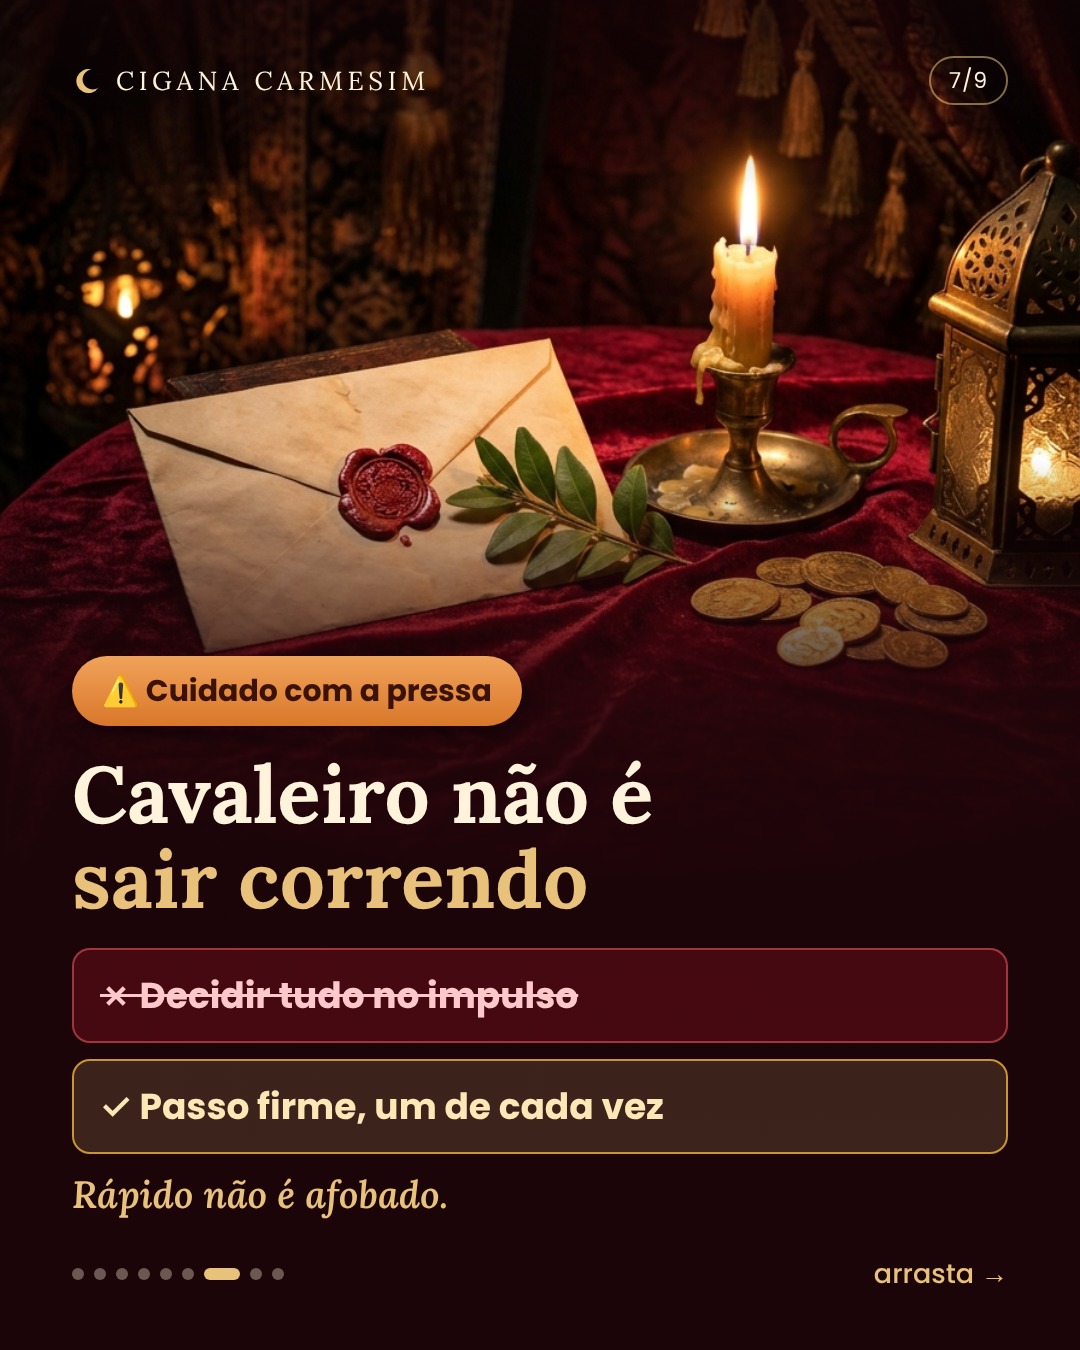 CIGANA CARMESIM
7/9
⚠️ Cuidado com a pressa
Cavaleiro não é
sair correndo
✕ Decidir tudo no impulso
✓ Passo firme, um de cada vez
Rápido não é afobado.
arrasta →